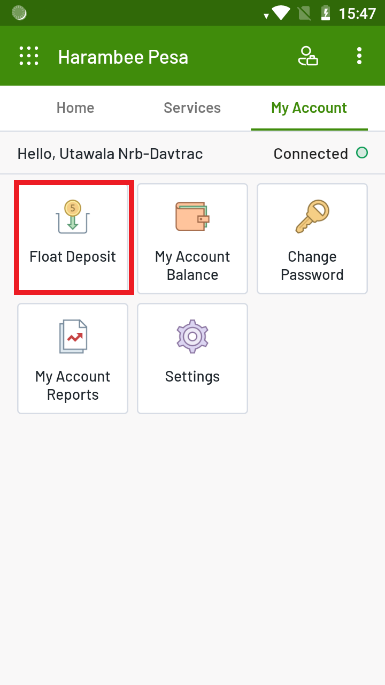 15:47
Harambee Pesa
Home Services My Account
Hello, Utawala Nrb-Davtrac Connected
Float Deposit
My Account
Balance
Change
Password
My Account
Reports
Settings